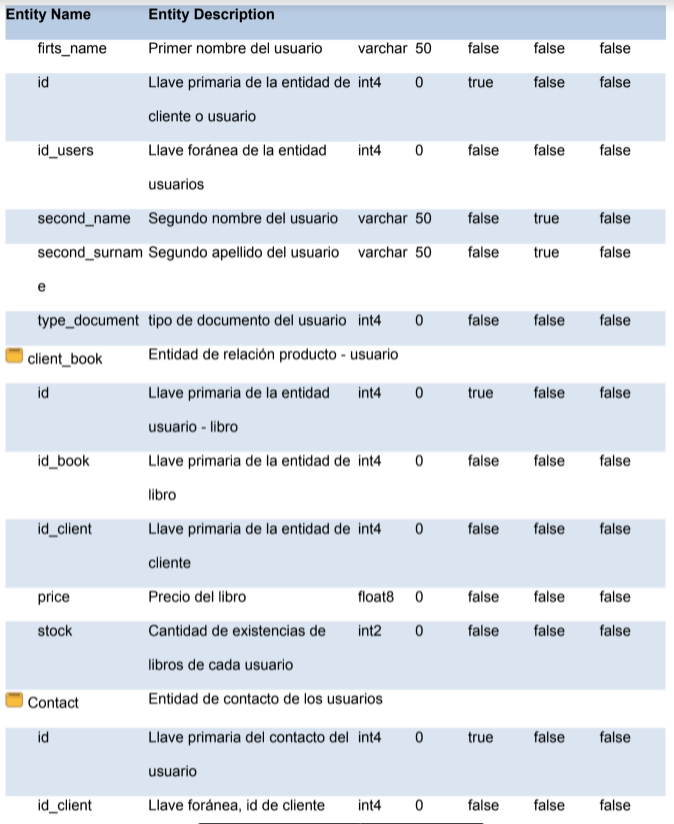 Entity Name Entity Description
firts_name Primer nombre del usuario varchar 50 false false false
id Llave primaria de la entidad de int4 0 true false false
cliente o usuario
id_users Llave foránea de la entidad int4 0 false false false
usuarios
second_name Segundo nombre del usuario varchar 50 false true false
second_surnam Segundo apellido del usuario varchar 50 false true false
e
type_document tipo de documento del usuario int4 0 false false false
client_book Entidad de relación producto - usuario
id Llave primaria de la entidad int4 0 true false false
usuario - libro
id_book Llave primaria de la entidad de int4 0 false false false
libro
id_client Llave primaria de la entidad de int4 0 false false false
cliente
price Precio del libro float8 0 false false false
stock Cantidad de existencias de int2 0 false false false
libros de cada usuario
Contact Entidad de contacto de los usuarios
id Llave primaria del contacto del int4 0 true false false
usuario
id_client Llave foránea, id de cliente int4 0 false false false